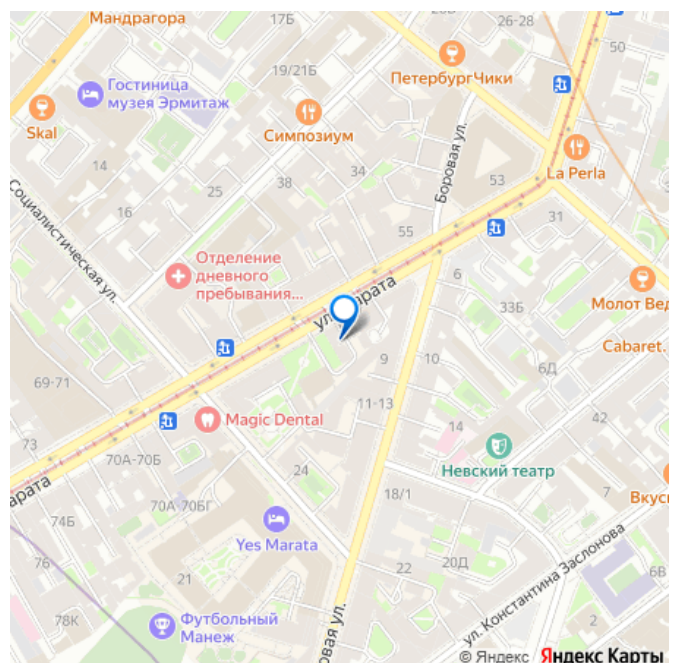 Мандрагора
17Б
26-28
50
Гостиница
музея Эрмитаж
19/21Б
ПетербургЧики
Skal
Симпозиум
La Perla
14
Боровая ул.
Социалистическая ул.
25
38
34
53
16
31
55
Отделение
дневного
пребывания...
6
33Б
Молот Вед
Cabaret.
9
10
6Д
69-71
11-13
42
Magic Dental
14
73
70А-70Б
24
Невский театр
арата
70А
70БГ
18/1
7
Вкус
74Б
Yes Marata
76
22
20Д
ул. Константина Заслонова
21
6В
78К
Футбольный
Манеж
2
овая ул.
© Яндекс Яндекс Карты